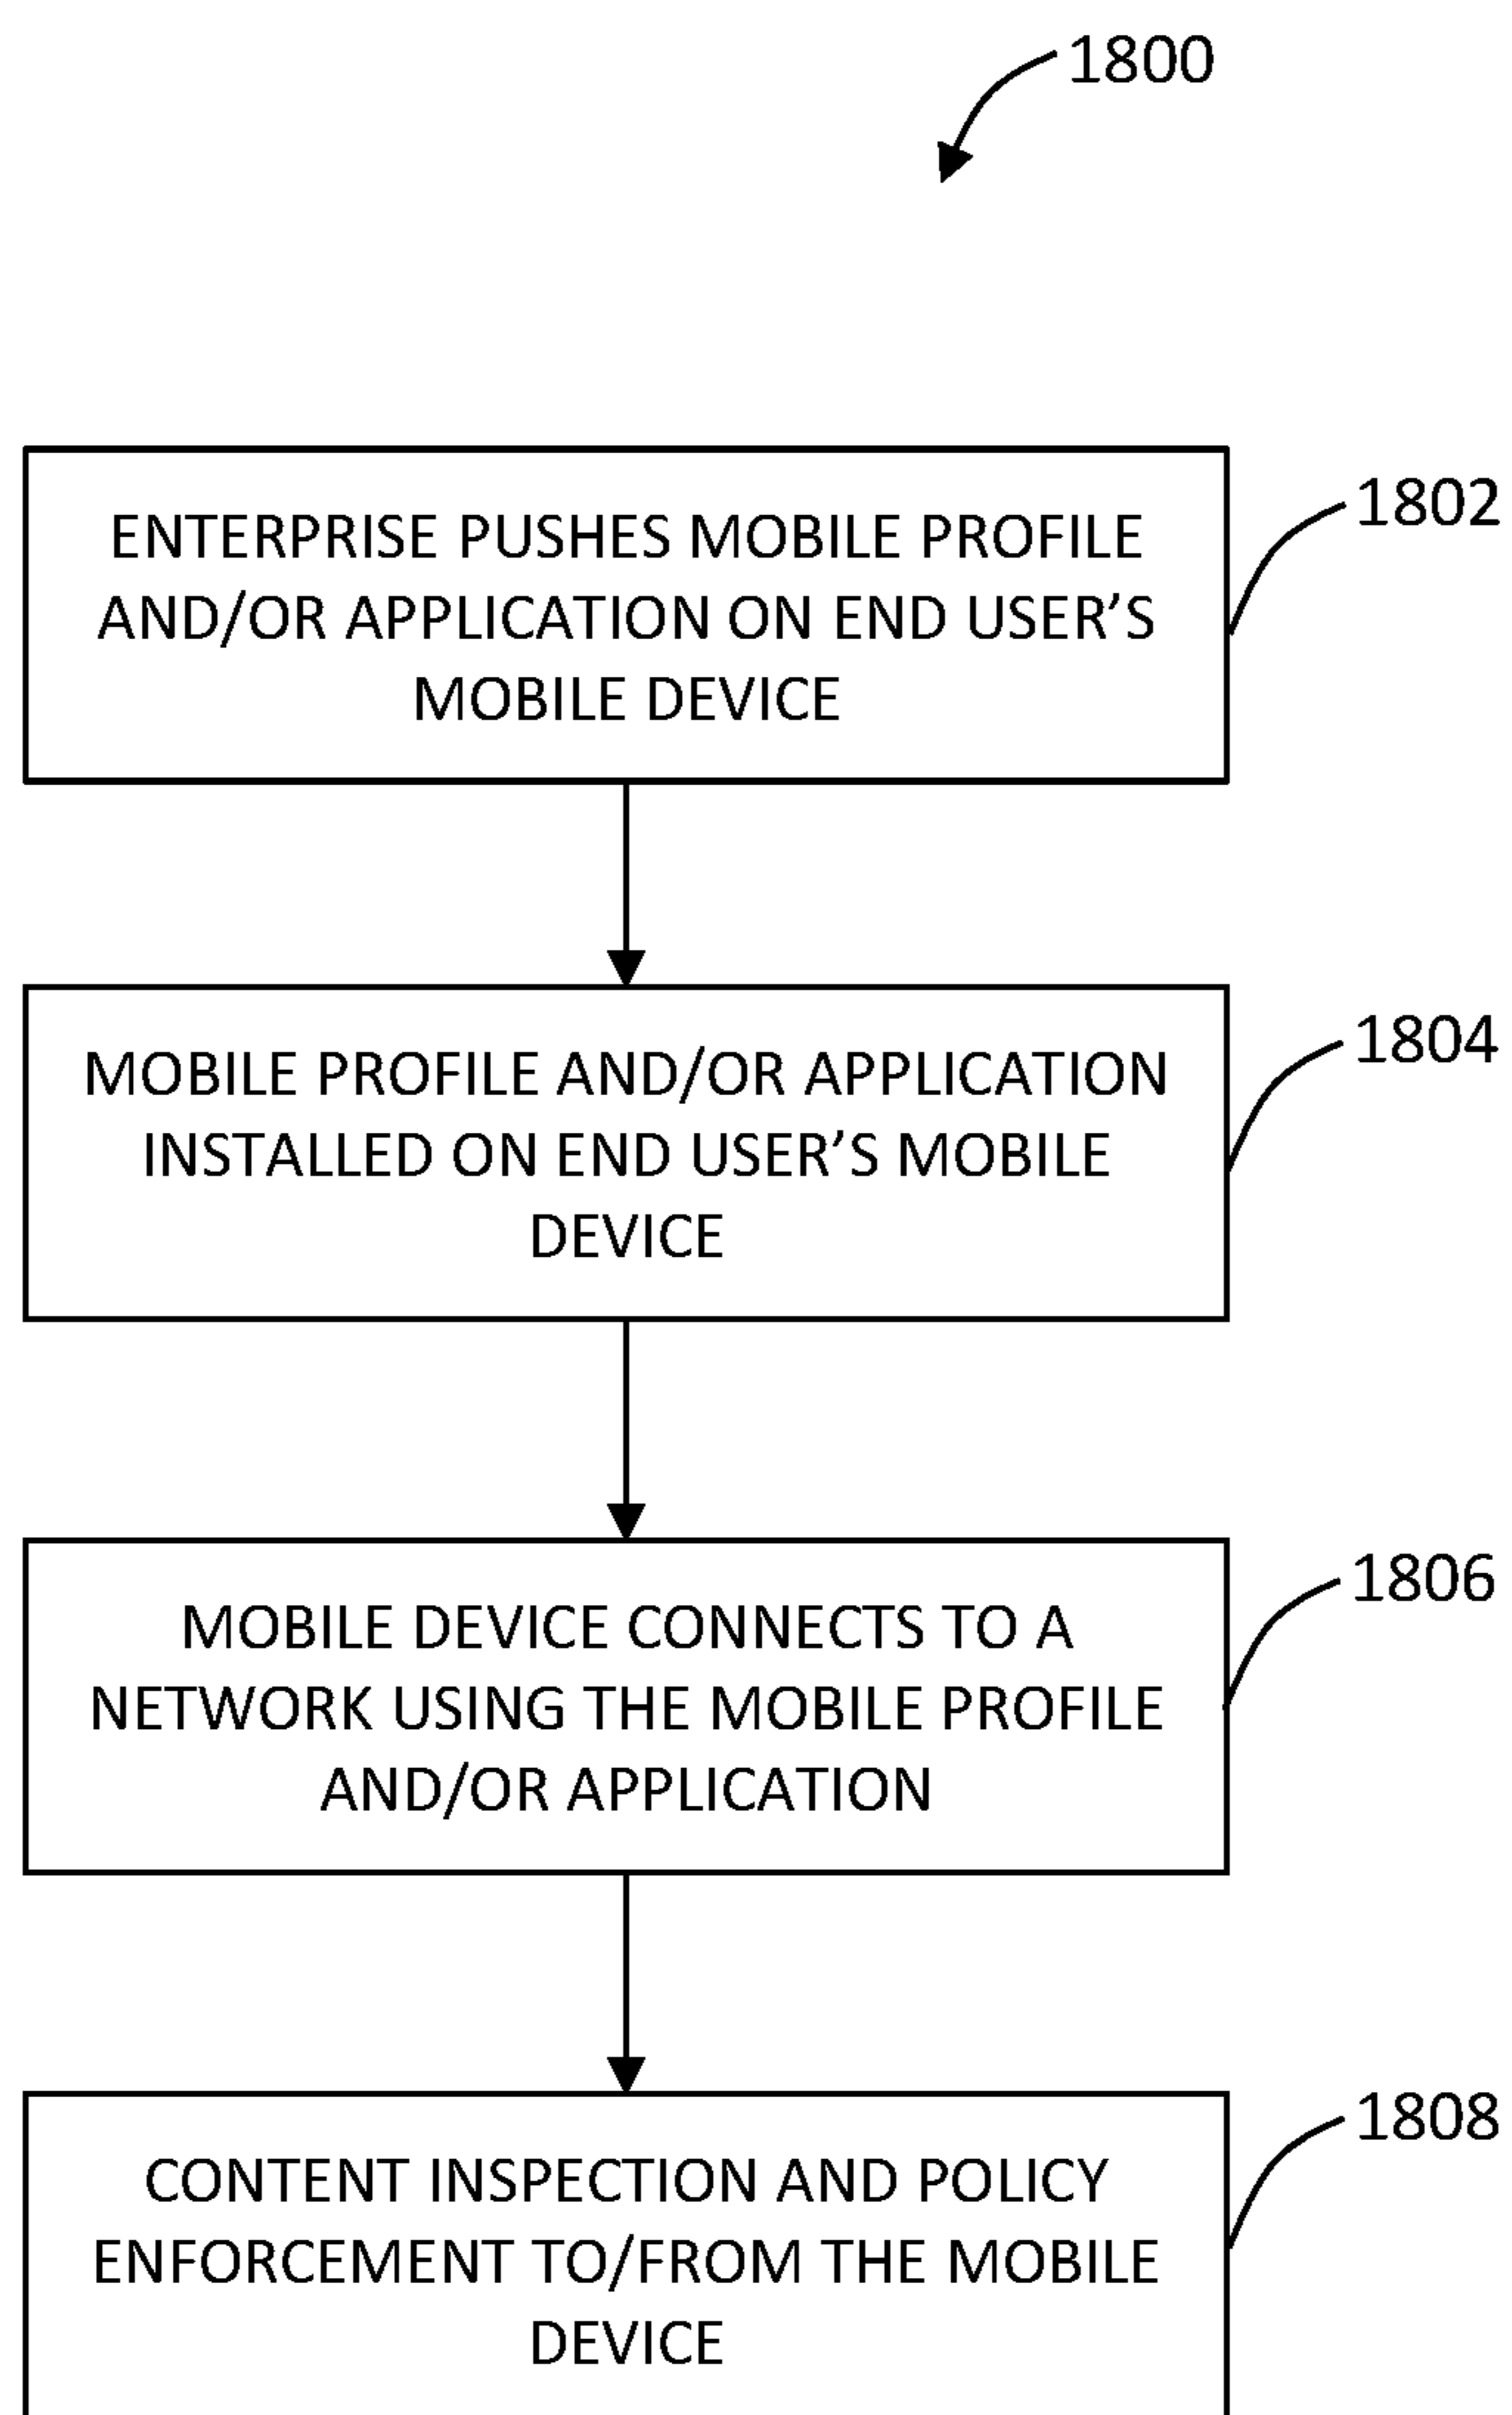 1800
1802
ENTERPRISE PUSHES MOBILE PROFILE
AND/OR APPLICATION ON END USER’S
MOBILE DEVICE
1804
MOBILE PROFILE AND/OR APPLICATION
INSTALLED ON END USER’S MOBILE
DEVICE
1806
MOBILE DEVICE CONNECTS TO A
NETWORK USING THE MOBILE PROFILE
AND/OR APPLICATION
1808
CONTENT INSPECTION AND POLICY
ENFORCEMENT TO/FROM THE MOBILE
DEVICE